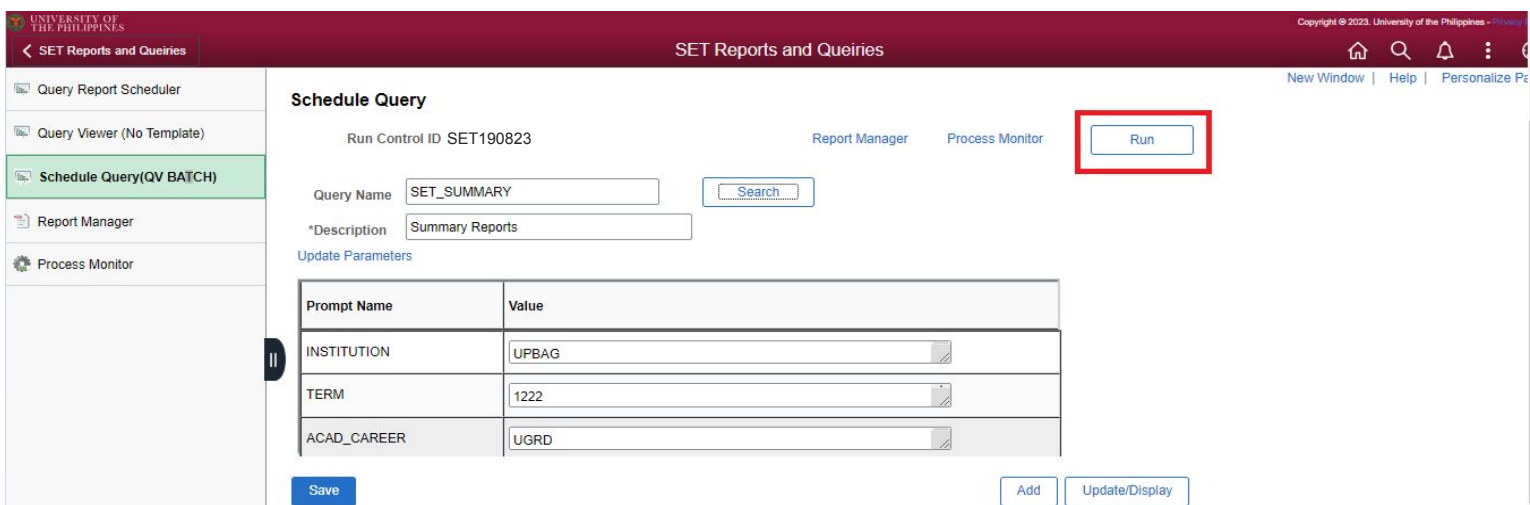 UNIVERSITY OF
THE PHILIPPINES
Copyright © 2023. University of the Philippines - Privacy
SET Reports and Queiries
SET Reports and Queiries
New Window | Help | Personalize Pa
Query Report Scheduler
Query Viewer (No Template)
Schedule Query(QV BATCH)
Report Manager
Process Monitor
Schedule Query
Run Control ID SET190823
Report Manager
Process Monitor
Run
Query Name SET_SUMMARY
Search
*Description Summary Reports
Update Parameters
Prompt Name Value
INSTITUTION UPBAG
TERM 1222
ACAD_CAREER UGRD
Save
Add
Update/Display